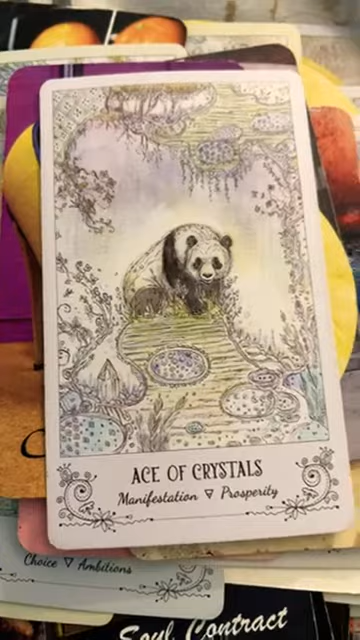 ACE OF CRYSTALS
Manifestation ▽ Prosperity
Choice ▽ Ambitions
Soul Contract